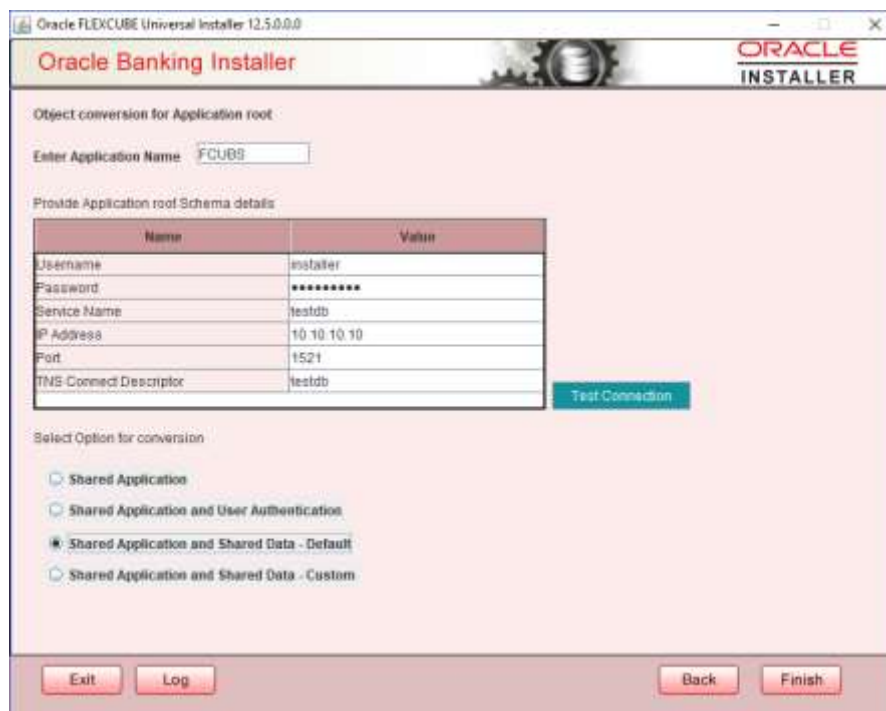 Oracle FLEXCUBE Universal Installer 12.5.0.0.0
Oracle Banking Installer
ORACLE
INSTALLER
Object conversion for Application root
Enter Application Name FCUBS
Provide Application root Schema details
Name Value
Username installer
Password •••••••••
Service Name testdb
IP Address 10.10.10.10
Port 1521
TNS Connect Descriptor testdb
Test Connection
Select Option for conversion
Shared Application
Shared Application and User Authentication
Shared Application and Shared Data - Default
Shared Application and Shared Data - Custom
Exit Log Back Finish